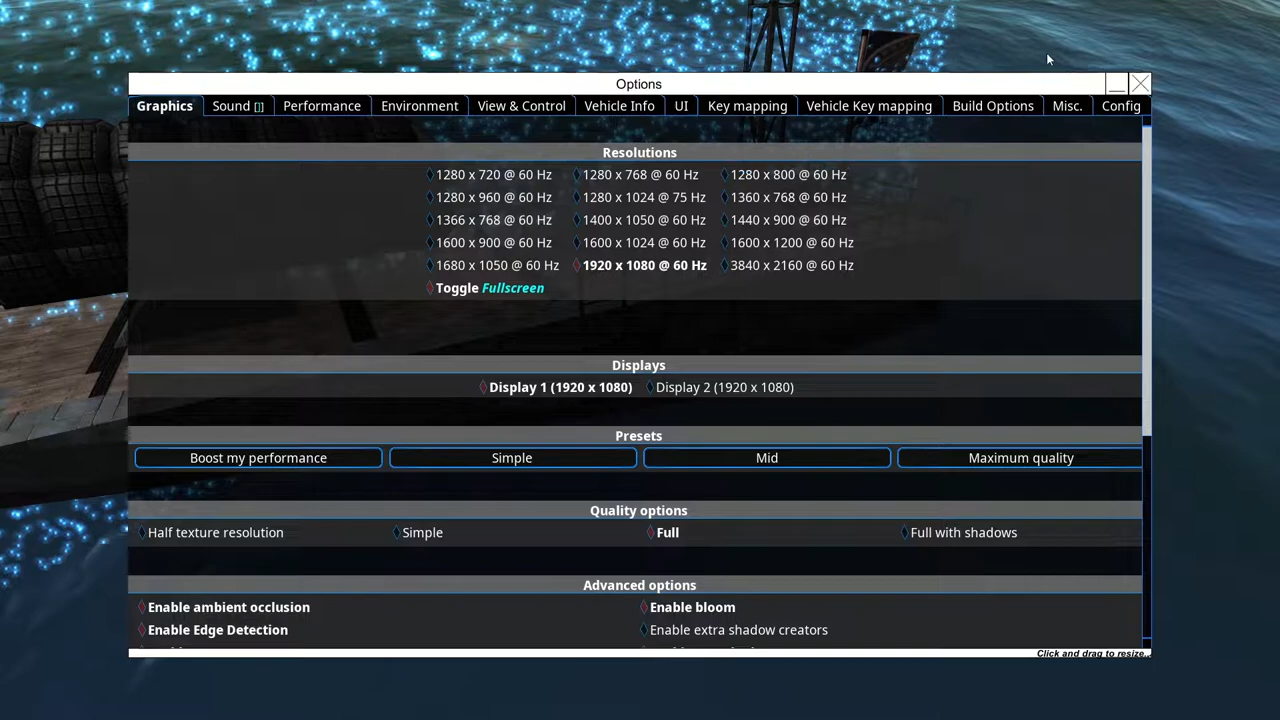 Options
Graphics Sound [|] Performance Environment View & Control Vehicle Info UI Key mapping Vehicle Key mapping Build Options Misc. Config
Resolutions
1280 x 720 @ 60 Hz 1280 x 768 @ 60 Hz 1280 x 800 @ 60 Hz
1280 x 960 @ 60 Hz 1280 x 1024 @ 75 Hz 1360 x 768 @ 60 Hz
1366 x 768 @ 60 Hz 1400 x 1050 @ 60 Hz 1440 x 900 @ 60 Hz
1600 x 900 @ 60 Hz 1600 x 1024 @ 60 Hz 1600 x 1200 @ 60 Hz
1680 x 1050 @ 60 Hz 1920 x 1080 @ 60 Hz 3840 x 2160 @ 60 Hz
Toggle Fullscreen
Displays
Display 1 (1920 x 1080) Display 2 (1920 x 1080)
Presets
Boost my performance Simple Mid Maximum quality
Quality options
Half texture resolution Simple Full Full with shadows
Advanced options
Enable ambient occlusion Enable bloom
Enable Edge Detection Enable extra shadow creators
Click and drag to resize...